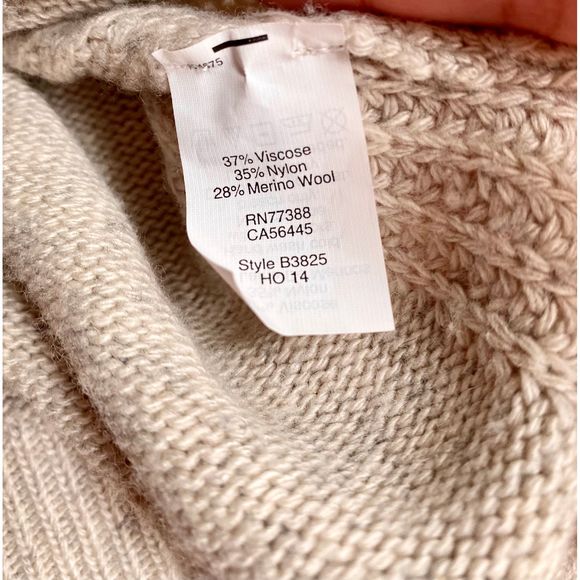 37% Viscose
35% Nylon
28% Merino Wool
RN77388
CA56445
Style B3825
HO 14